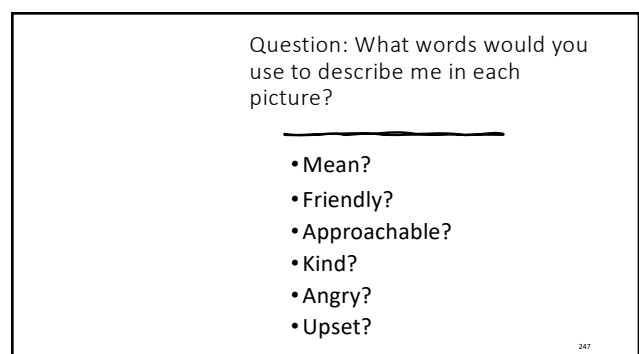 Question: What words would you
use to describe me in each
picture?
•Mean?
•Friendly?
•Approachable?
•Kind?
•Angry?
•Upset?
247